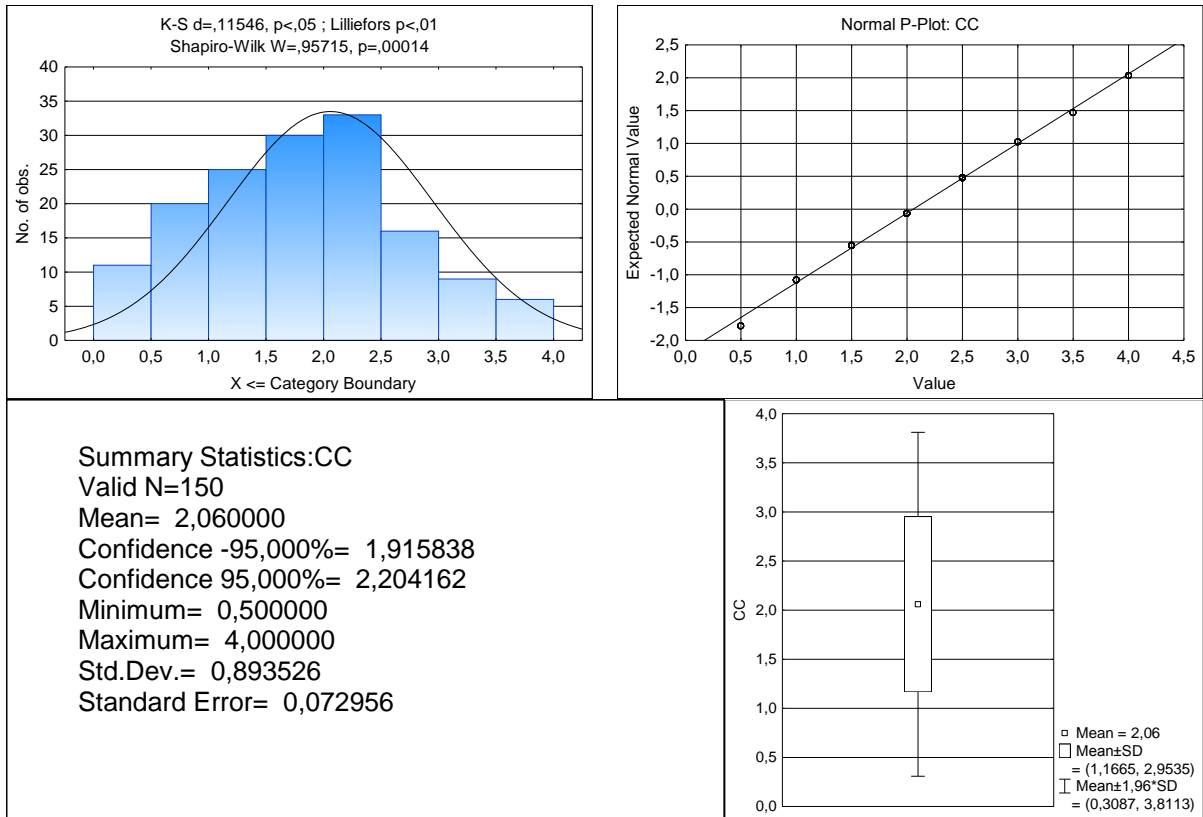 K-S d=,11546, p<,05 ; Lilliefors p<,01
Shapiro-Wilk W=,95715, p=,00014
40
35
30
25
20
15
10
5
0
No. of obs.
0,0 0,5 1,0 1,5 2,0 2,5 3,0 3,5 4,0
X <= Category Boundary
Normal P-Plot: CC
2,5
2,0
1,5
1,0
0,5
0,0
-0,5
-1,0
-1,5
-2,0
Expected Normal Value
0,0 0,5 1,0 1,5 2,0 2,5 3,0 3,5 4,0 4,5
Value
Summary Statistics:CC
Valid N=150
Mean= 2,060000
Confidence -95,000%= 1,915838
Confidence 95,000%= 2,204162
Minimum= 0,500000
Maximum= 4,000000
Std.Dev.= 0,893526
Standard Error= 0,072956
4,0
3,5
3,0
2,5
2,0
1,5
1,0
0,5
0,0
CC
Mean = 2,06
Mean±SD
= (1,1665, 2,9535)
Mean±1,96*SD
= (0,3087, 3,8113)